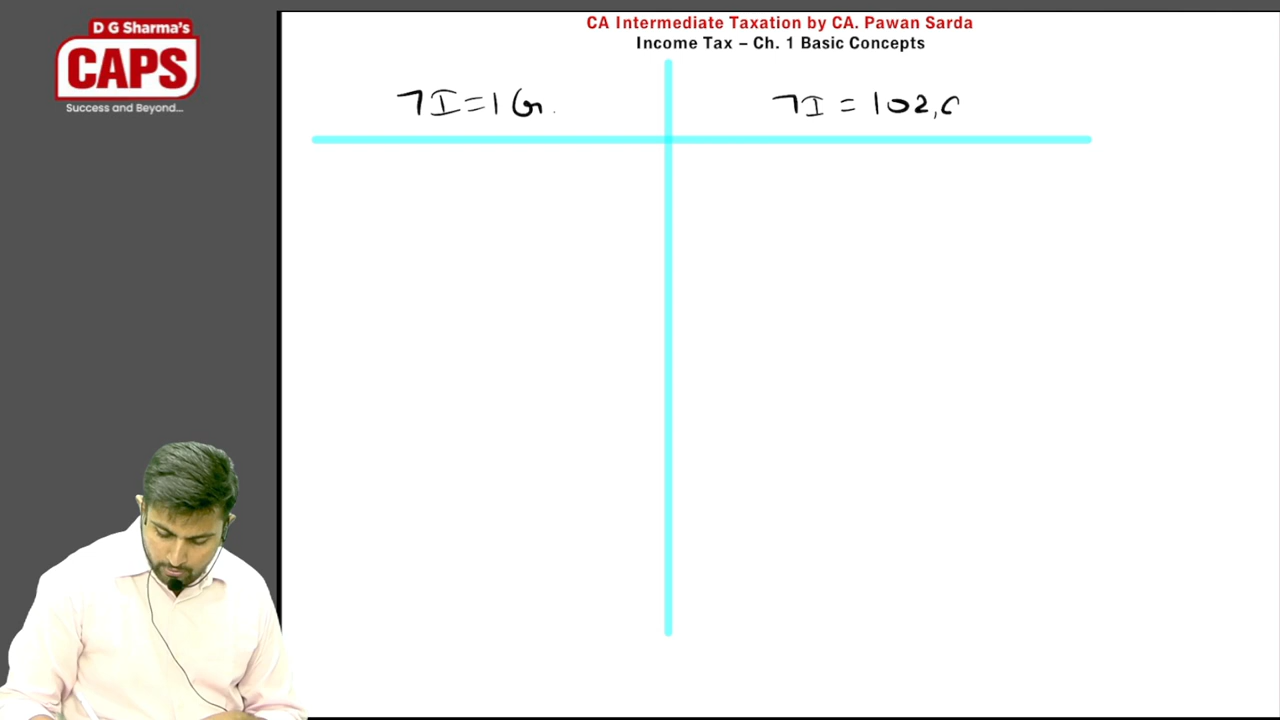 D G Sharma's
CAPS
Success and Beyond...
CA Intermediate Taxation by CA. Pawan Sarda
Income Tax – Ch. 1 Basic Concepts
TI = 1 Cr.
TI = 102,0